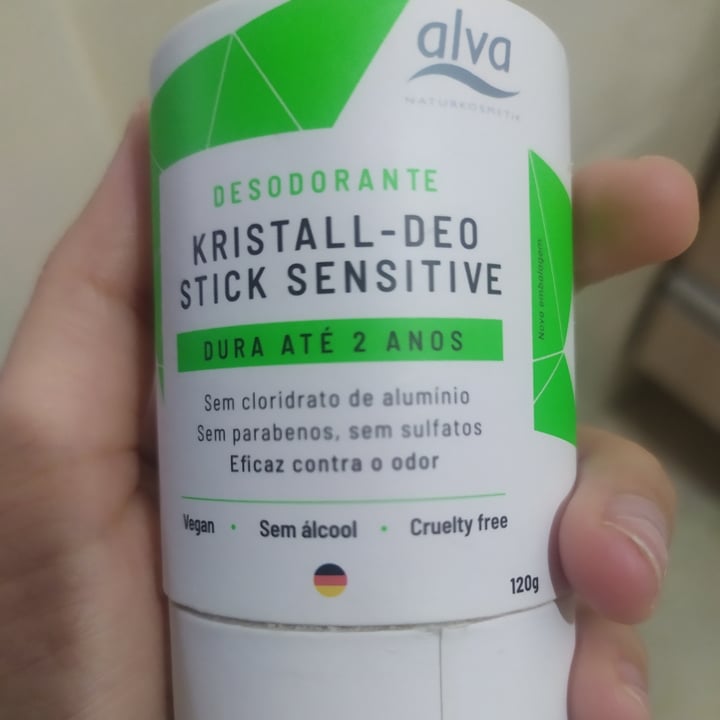 alva
NATURKOSMETIK
DESODORANTE
KRISTALL-DEO
STICK SENSITIVE
DURA ATÉ 2 ANOS
Sem cloridrato de alumínio
Sem parabenos, sem sulfatos
Eficaz contra o odor
Vegan • Sem álcool • Cruelty free
120g
Nova embalagem